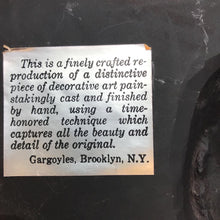 This is a finely crafted re-
production of a distinctive
piece of decorative art pain-
stakingly cast and finished
by hand, using a time-
honored technique which
captures all the beauty and
detail of the original.
Gargoyles, Brooklyn, N.Y.